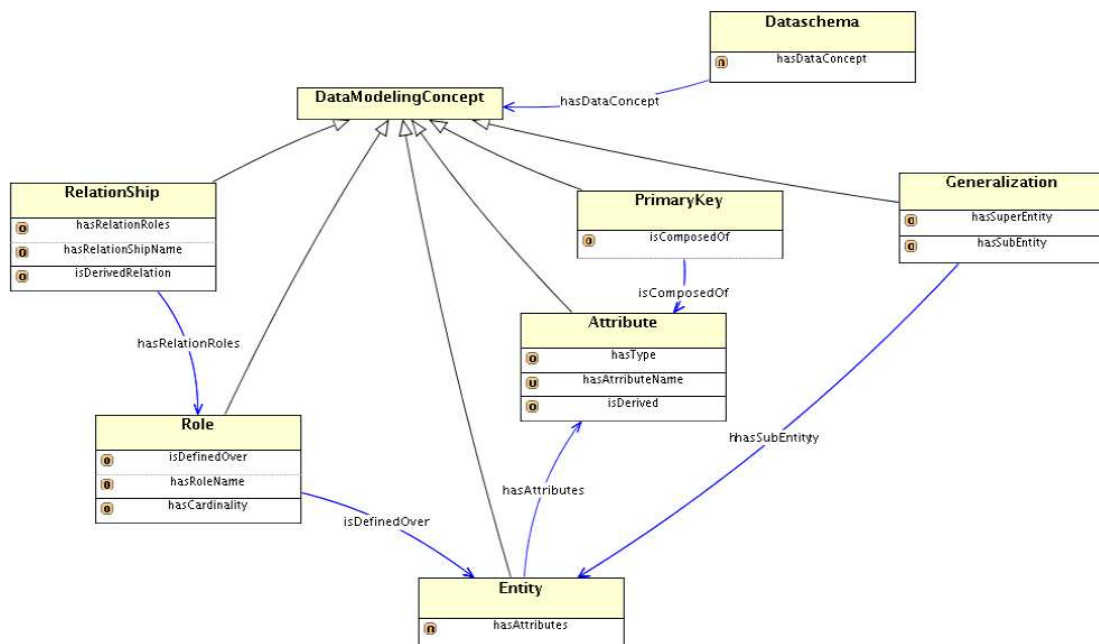 Dataschema
hasDataConcept
DataModelingConcept
hasDataConcept
RelationShip
hasRelationRoles
hasRelationShipName
isDerivedRelation
PrimaryKey
isComposedOf
Generalization
hasSuperEntity
hasSubEntity
isComposedOf
Attribute
hasType
hasAtrributeName
isDerived
hasRelationRoles
Role
isDefinedOver
hasRoleName
hasCardinality
hhasSubEntityy
hasAttributes
isDefinedOver
Entity
hasAttributes